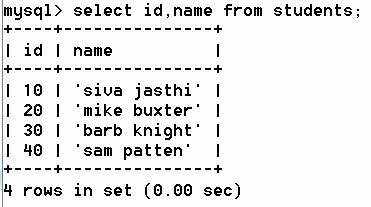 mysql> select id,name from students;
+----+---------------+
| id | name          |
+----+---------------+
| 10 | 'siva jasthi' |
| 20 | 'mike buxter' |
| 30 | 'barb knight' |
| 40 | 'sam patten'  |
+----+---------------+
4 rows in set (0.00 sec)